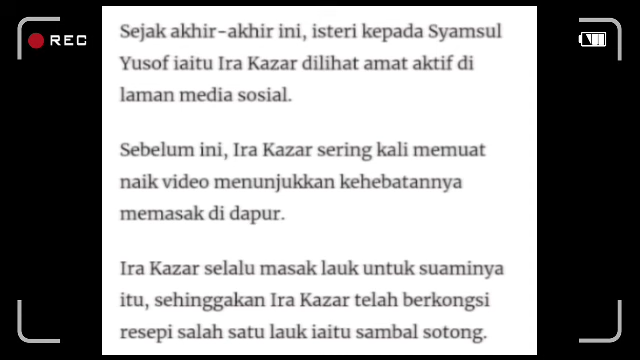 REC
Sejak akhir-akhir ini, isteri kepada Syamsul
Yusof iaitu Ira Kazar dilihat amat aktif di
laman media sosial.
Sebelum ini, Ira Kazar sering kali memuat
naik video menunjukkan kehebatannya
memasak di dapur.
Ira Kazar selalu masak lauk untuk suaminya
itu, sehinggakan Ira Kazar telah berkongsi
resepi salah satu lauk iaitu sambal sotong.